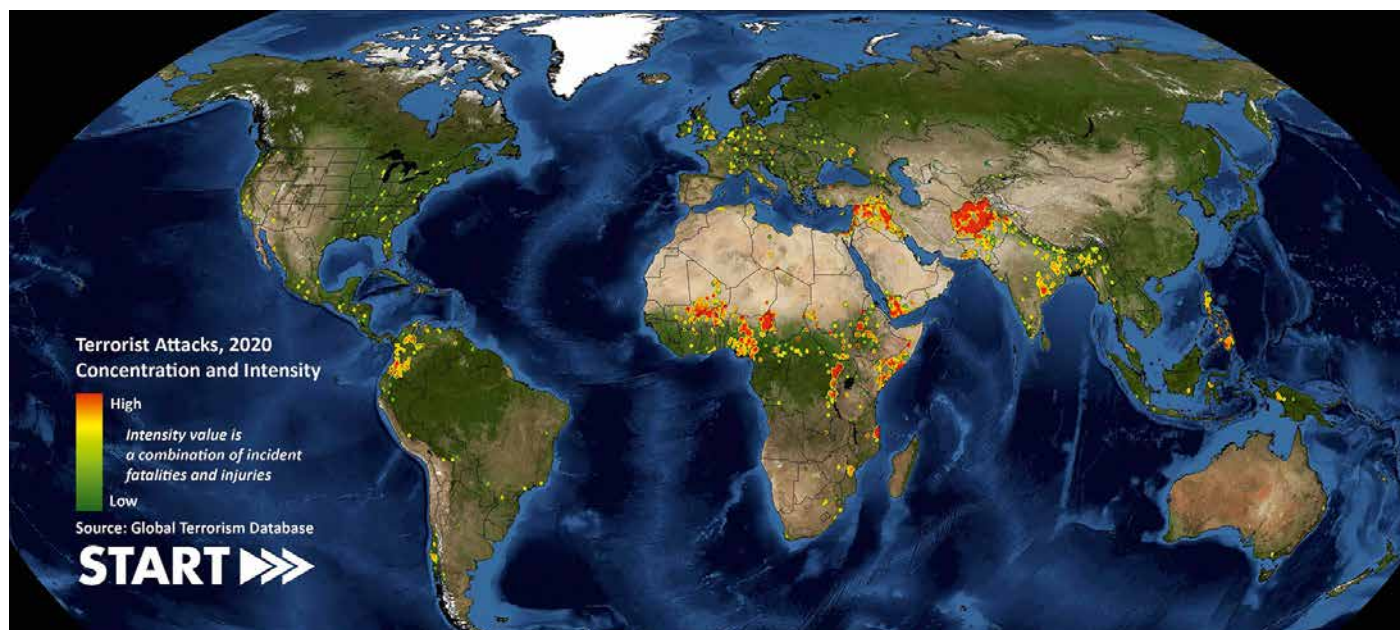 Terrorist Attacks, 2020
Concentration and Intensity
High
Intensity value is
a combination of incident
fatalities and injuries
Low
Source: Global Terrorism Database
START